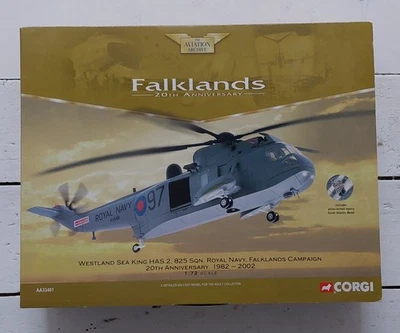 THE
AVIATION
ARCHIVE
Falklands
20TH ANNIVERSARY
ROYAL NAVY
97
WESTLAND SEA KING HAS.2, 825 SQN. ROYAL NAVY, FALKLANDS CAMPAIGN
20TH ANNIVERSARY 1982 – 2002
1:72 SCALE
CORGI